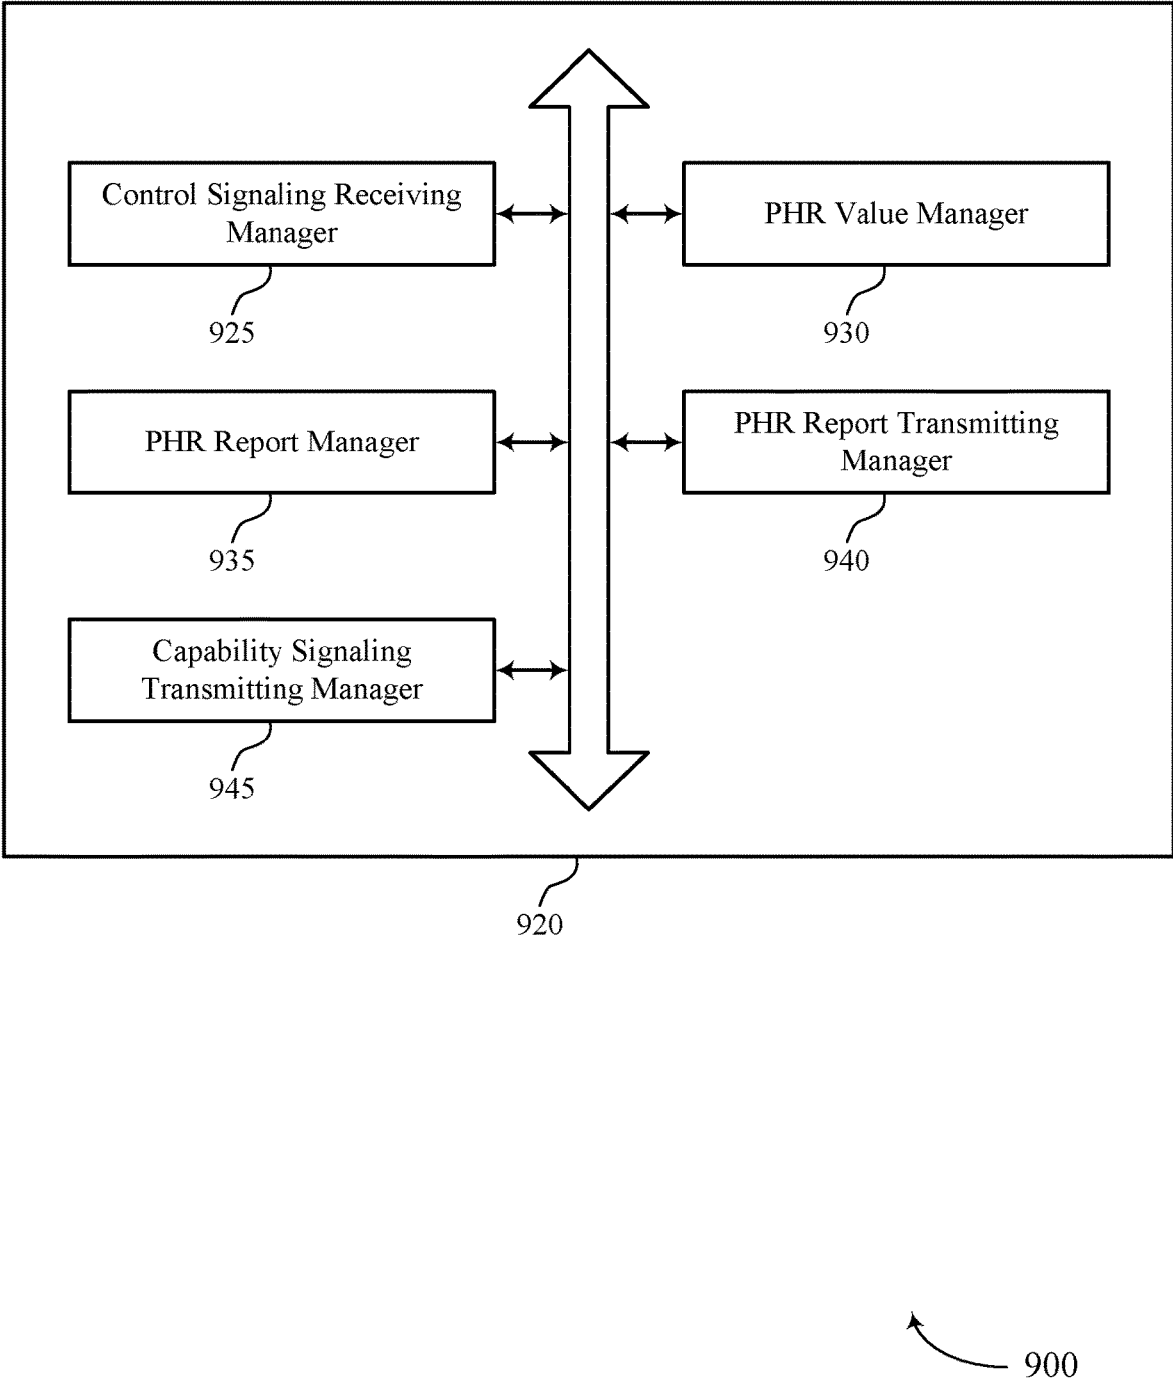 Control Signaling Receiving
Manager
925
PHR Value Manager
930
PHR Report Manager
935
PHR Report Transmitting
Manager
940
Capability Signaling
Transmitting Manager
945
920
900